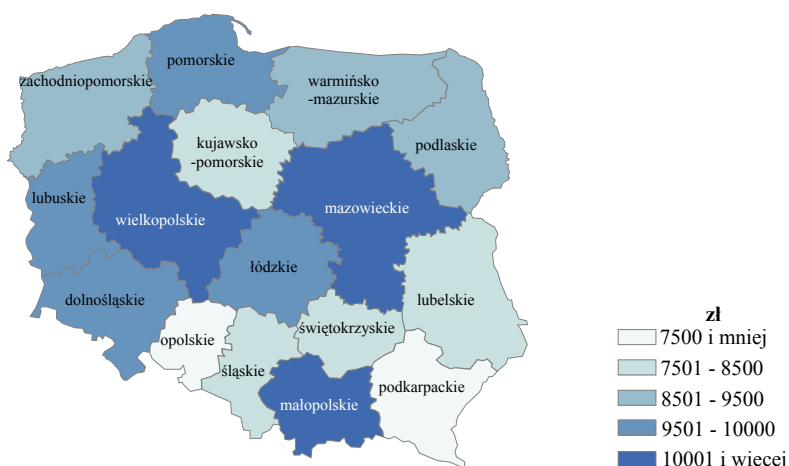 pomorskie
zachodniopomorskie
warmińsko
-mazurskie
kujawsko
-pomorskie
podlaskie
lubuskie
wielkopolskie
mazowieckie
łódzkie
dolnośląskie
lubelskie
opolskie
świętokrzyskie
śląskie
małopolskie
podkarpackie
zł
7500 i mniej
7501 - 8500
8501 - 9500
9501 - 10000
10001 i więcej